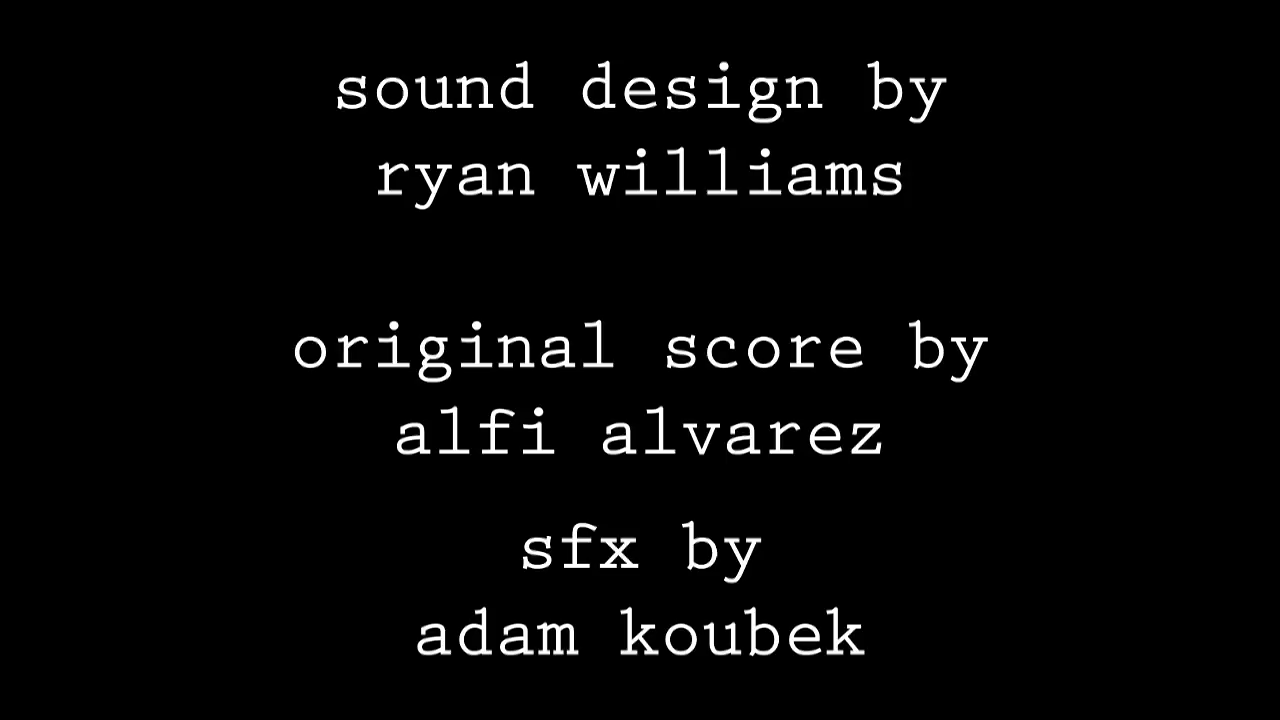 sound design by
ryan williams
original score by
alfi alvarez
sfx by
adam koubek